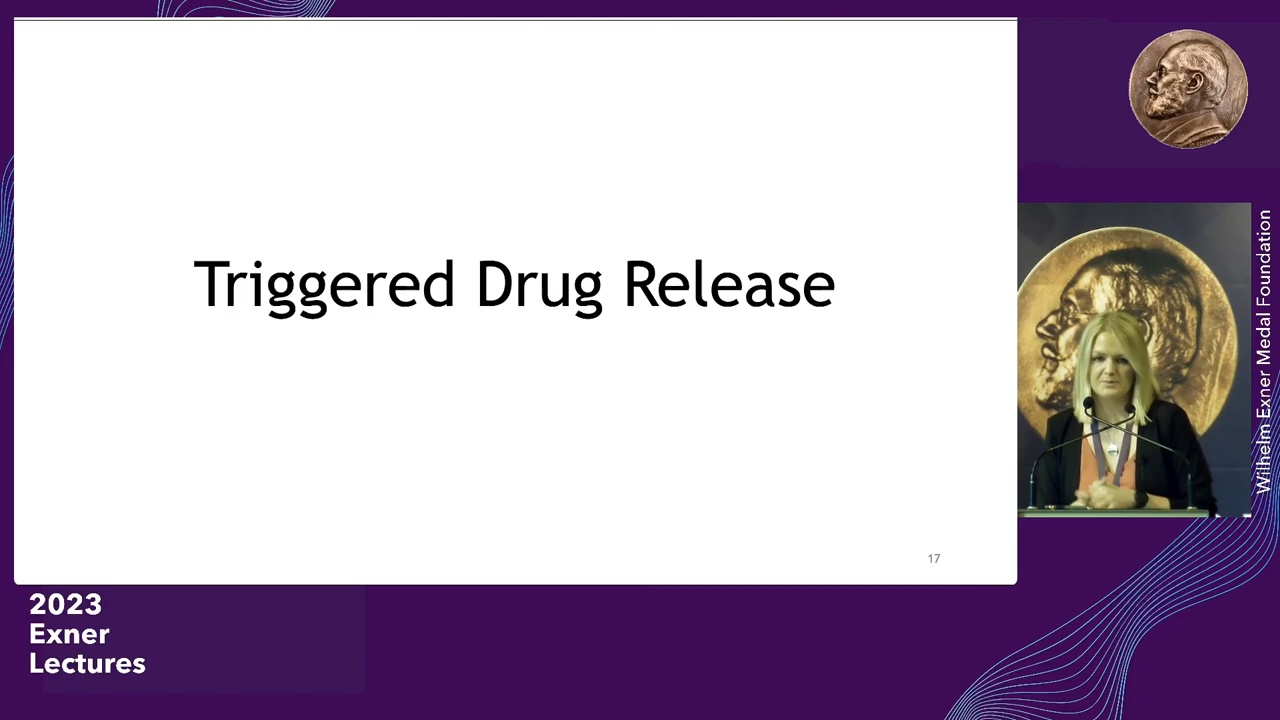 Triggered Drug Release
17
2023
Exner
Lectures
Wilhelm Exner Medal Foundation